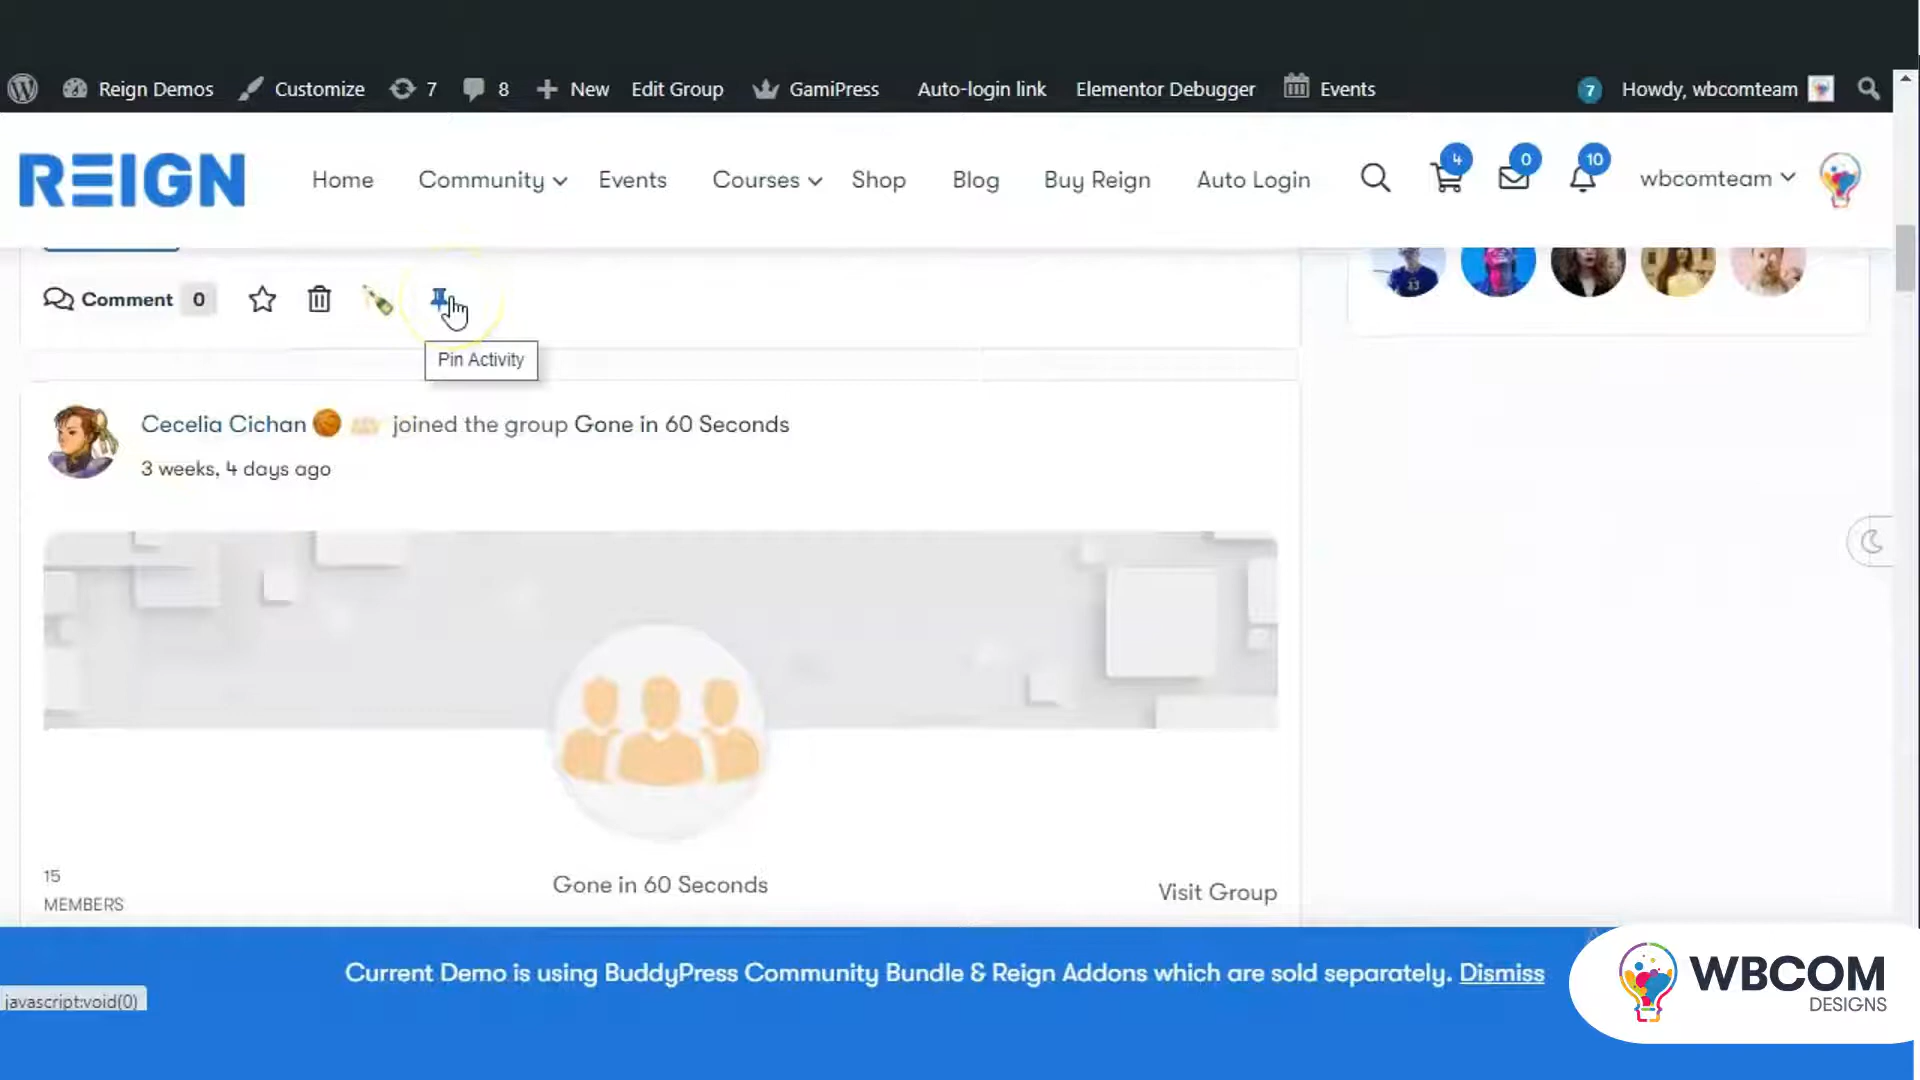 Reign Demos Customize 7 8 New Edit Group GamiPress Auto-login link Elementor Debugger Events 7 Howdy, wbcomteam
REIGN Home Community Events Courses Shop Blog Buy Reign Auto Login 4 0 10 wbcomteam
Comment 0
Pin Activity
Cecelia Cichan joined the group Gone in 60 Seconds
3 weeks, 4 days ago
15
MEMBERS
Gone in 60 Seconds
Visit Group
Current Demo is using BuddyPress Community Bundle & Reign Addons which are sold separately. Dismiss
javascript:void(0)
WBCOM
DESIGNS